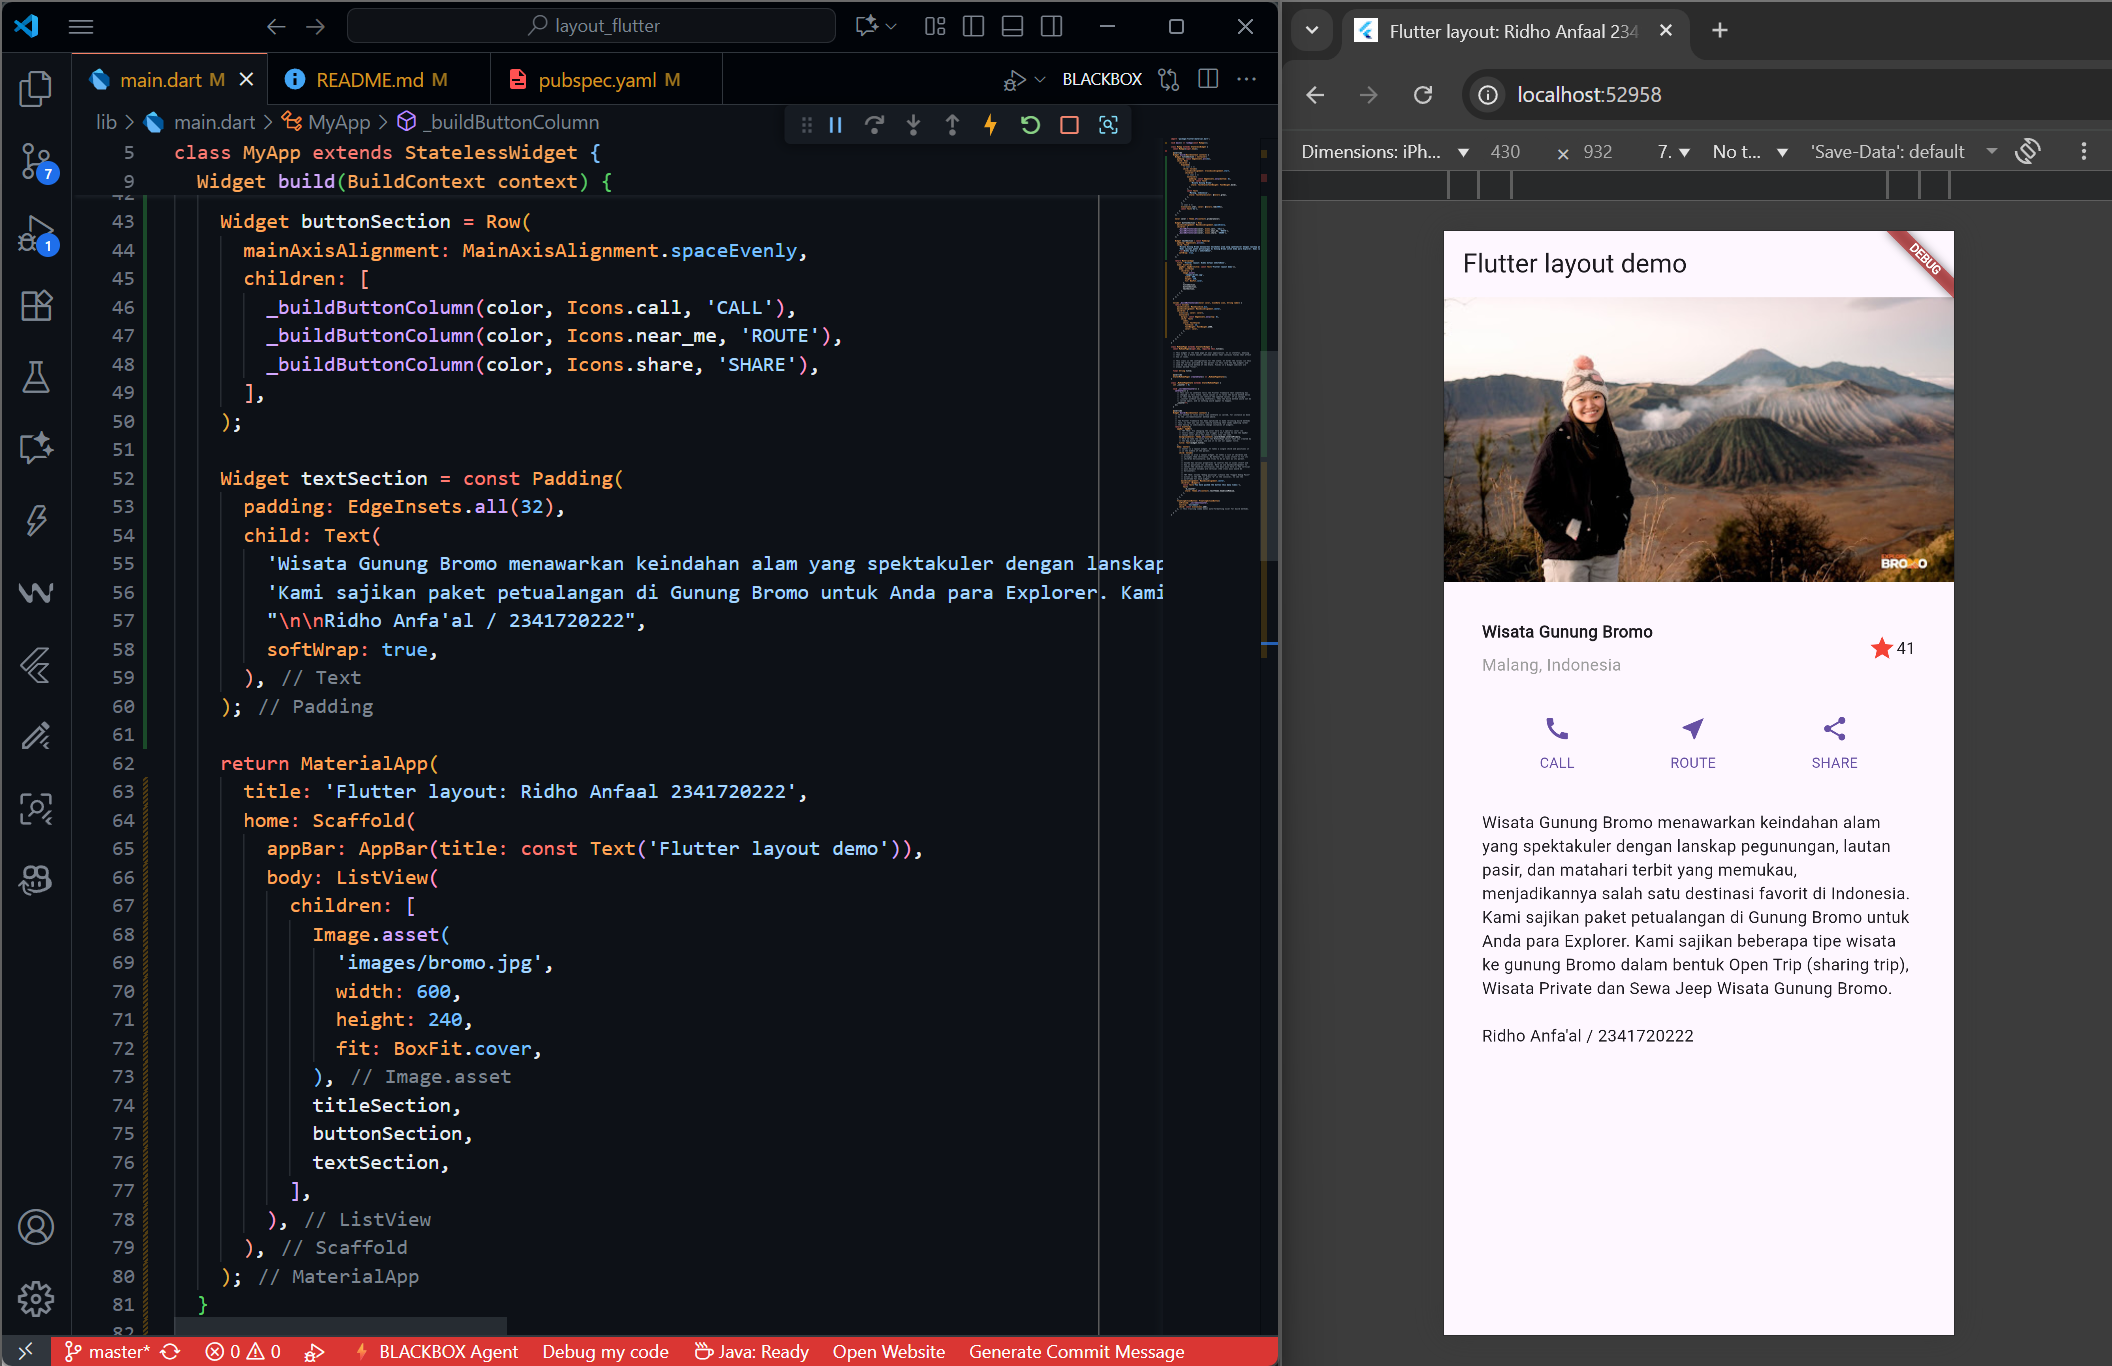 layout_flutter
main.dart M
README.md M
pubspec.yaml M
BLACKBOX
lib > main.dart > MyApp > _buildButtonColumn
5 class MyApp extends StatelessWidget {
9 Widget build(BuildContext context) {
42
43 Widget buttonSection = Row(
44 mainAxisAlignment: MainAxisAlignment.spaceEvenly,
45 children: [
46 _buildButtonColumn(color, Icons.call, 'CALL'),
47 _buildButtonColumn(color, Icons.near_me, 'ROUTE'),
48 _buildButtonColumn(color, Icons.share, 'SHARE'),
49 ],
50 );
51
52 Widget textSection = const Padding(
53 padding: EdgeInsets.all(32),
54 child: Text(
55 'Wisata Gunung Bromo menawarkan keindahan alam yang spektakuler dengan lanskap
56 'Kami sajikan paket petualangan di Gunung Bromo untuk Anda para Explorer. Kami
57 "\n\nRidho Anfa'al / 2341720222",
58 softWrap: true,
59 ), // Text
60 ); // Padding
61
62 return MaterialApp(
63 title: 'Flutter layout: Ridho Anfaal 2341720222',
64 home: Scaffold(
65 appBar: AppBar(title: const Text('Flutter layout demo')),
66 body: ListView(
67 children: [
68 Image.asset(
69 'images/bromo.jpg',
70 width: 600,
71 height: 240,
72 fit: BoxFit.cover,
73 ), // Image.asset
74 titleSection,
75 buttonSection,
76 textSection,
77 ],
78 ), // ListView
79 ), // Scaffold
80 ); // MaterialApp
81 }
82
7
1
master* 0 0 BLACKBOX Agent Debug my code Java: Ready Open Website Generate Commit Message
Flutter layout: Ridho Anfaal 234
localhost:52958
Dimensions: iPh... 430 × 932 7. No t... 'Save-Data': default
Flutter layout demo
DEBUG
BROMO
Wisata Gunung Bromo
Malang, Indonesia
41
CALL ROUTE SHARE
Wisata Gunung Bromo menawarkan keindahan alam
yang spektakuler dengan lanskap pegunungan, lautan
pasir, dan matahari terbit yang memukau,
menjadikannya salah satu destinasi favorit di Indonesia.
Kami sajikan paket petualangan di Gunung Bromo untuk
Anda para Explorer. Kami sajikan beberapa tipe wisata
ke gunung Bromo dalam bentuk Open Trip (sharing trip),
Wisata Private dan Sewa Jeep Wisata Gunung Bromo.
Ridho Anfa'al / 2341720222